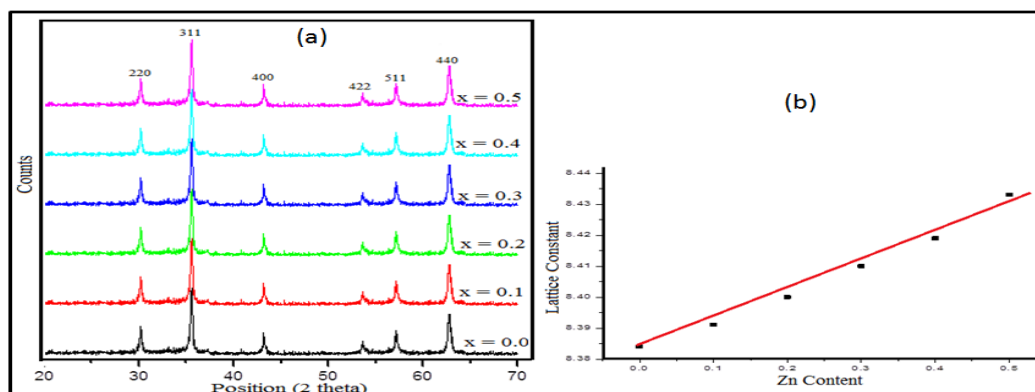 (a)
311
220
400
422
511
440
x = 0.5
x = 0.4
x = 0.3
x = 0.2
x = 0.1
x = 0.0
Counts
20 30 40 50 60 70
Position (2 theta)
(b)
8.44
8.43
8.42
8.41
8.40
8.39
8.38
Lattice Constant
0.0 0.1 0.2 0.3 0.4 0.5
Zn Content